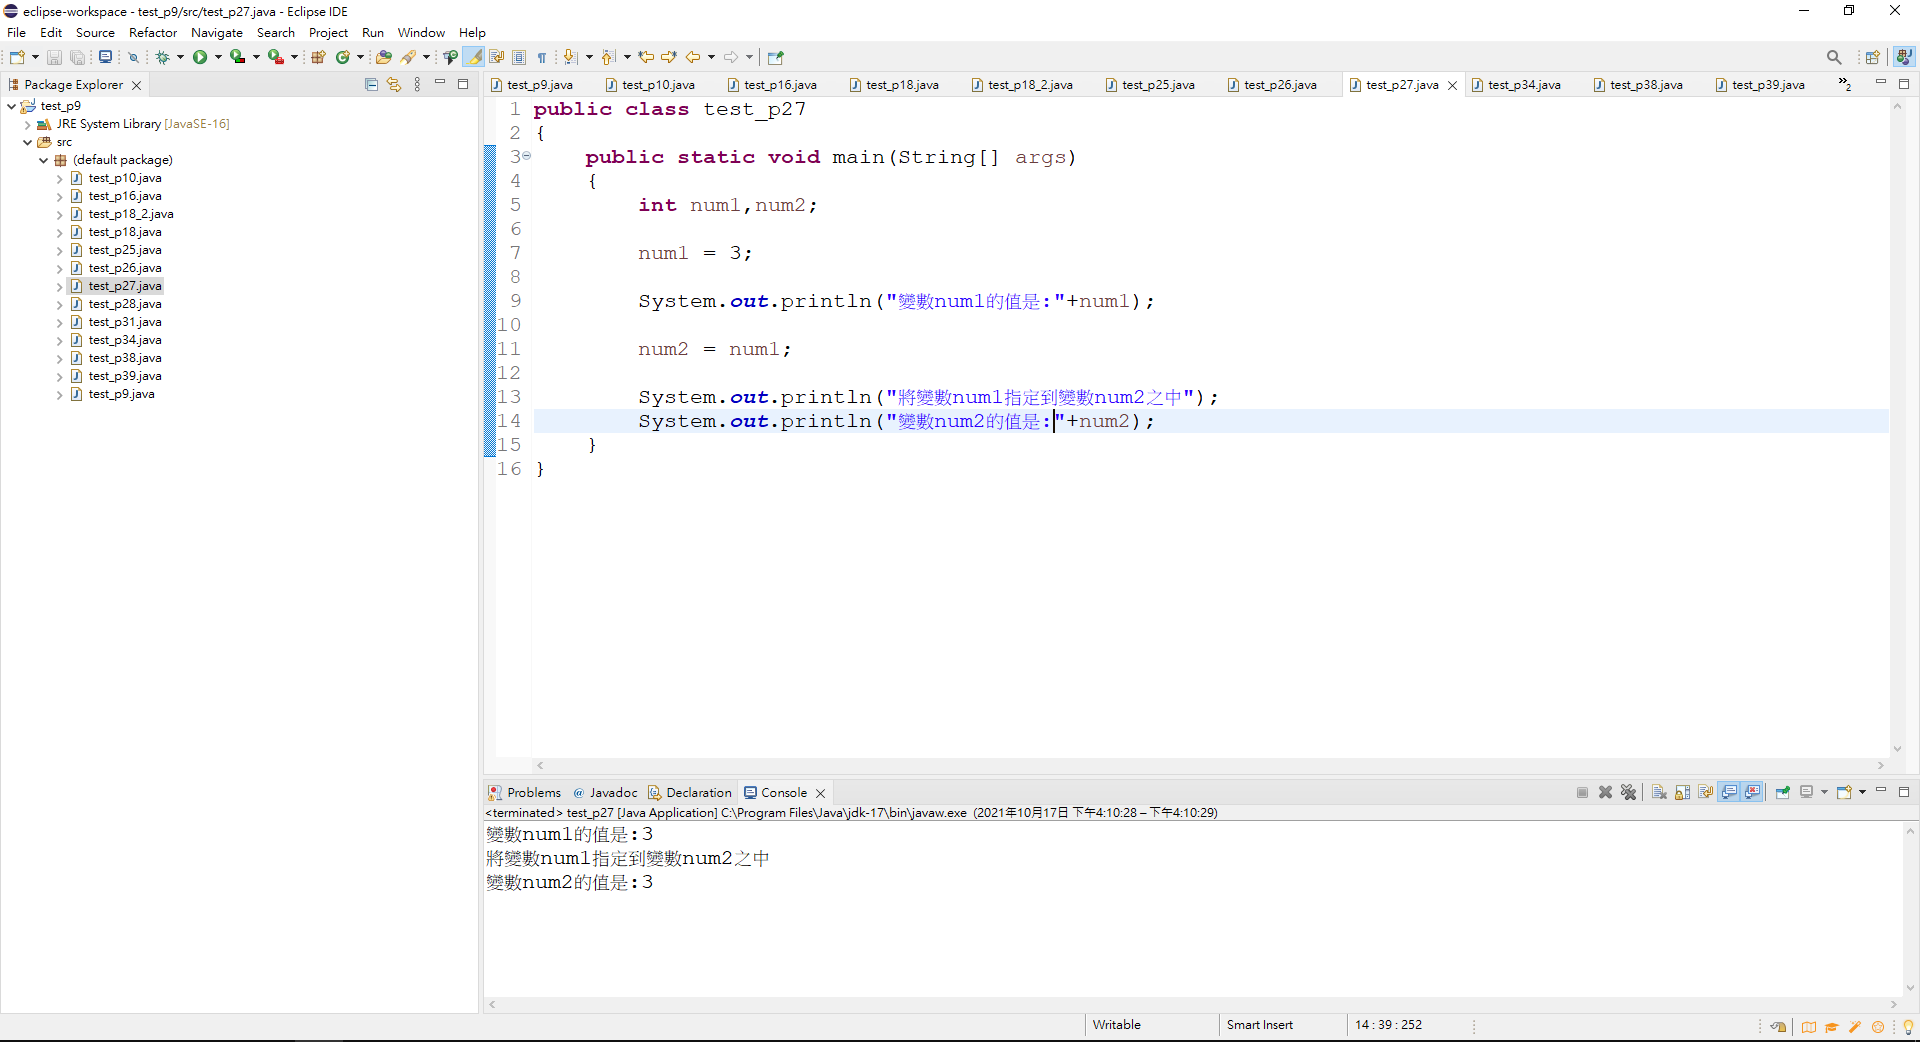 eclipse-workspace - test_p9/src/test_p27.java - Eclipse IDE
File Edit Source Refactor Navigate Search Project Run Window Help
Package Explorer
test_p9
JRE System Library [JavaSE-16]
src
(default package)
test_p10.java
test_p16.java
test_p18_2.java
test_p18.java
test_p25.java
test_p26.java
test_p27.java
test_p28.java
test_p31.java
test_p34.java
test_p38.java
test_p39.java
test_p9.java
test_p9.java test_p10.java test_p16.java test_p18.java test_p18_2.java test_p25.java test_p26.java test_p27.java test_p34.java test_p38.java test_p39.java »2
1 public class test_p27
2 {
3 public static void main(String[] args)
4 {
5 int num1,num2;
6
7 num1 = 3;
8
9 System.out.println("變數num1的值是:"+num1);
10
11 num2 = num1;
12
13 System.out.println("將變數num1指定到變數num2之中");
14 System.out.println("變數num2的值是:"+num2);
15 }
16 }
Problems @ Javadoc Declaration Console
<terminated> test_p27 [Java Application] C:\Program Files\Java\jdk-17\bin\javaw.exe (2021年10月17日 下午4:10:28 – 下午4:10:29)
變數num1的值是:3
將變數num1指定到變數num2之中
變數num2的值是:3
Writable Smart Insert 14 : 39 : 252